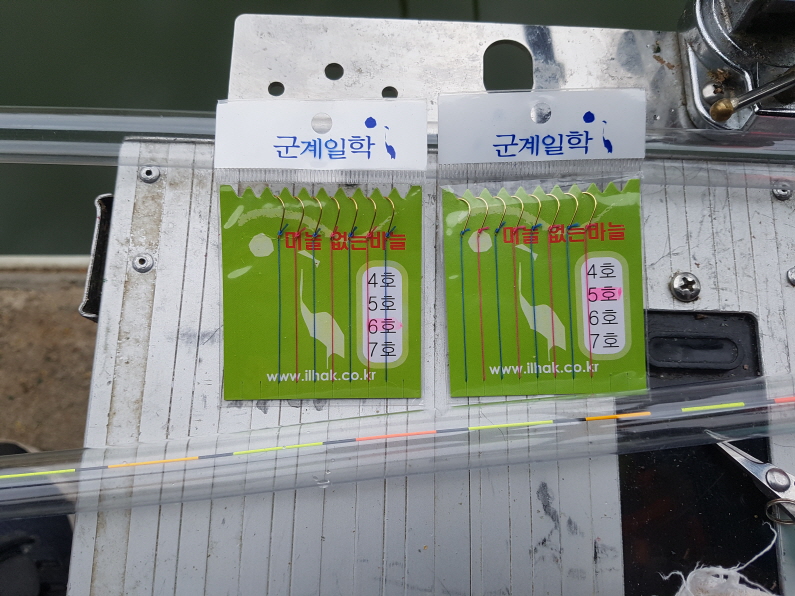 군계일학
미늘 없는바늘
4호
5호
6호
7호
www.ilhak.co.kr
군계일학
미늘 없는바늘
4호
5호
6호
7호
www.ilhak.co.kr